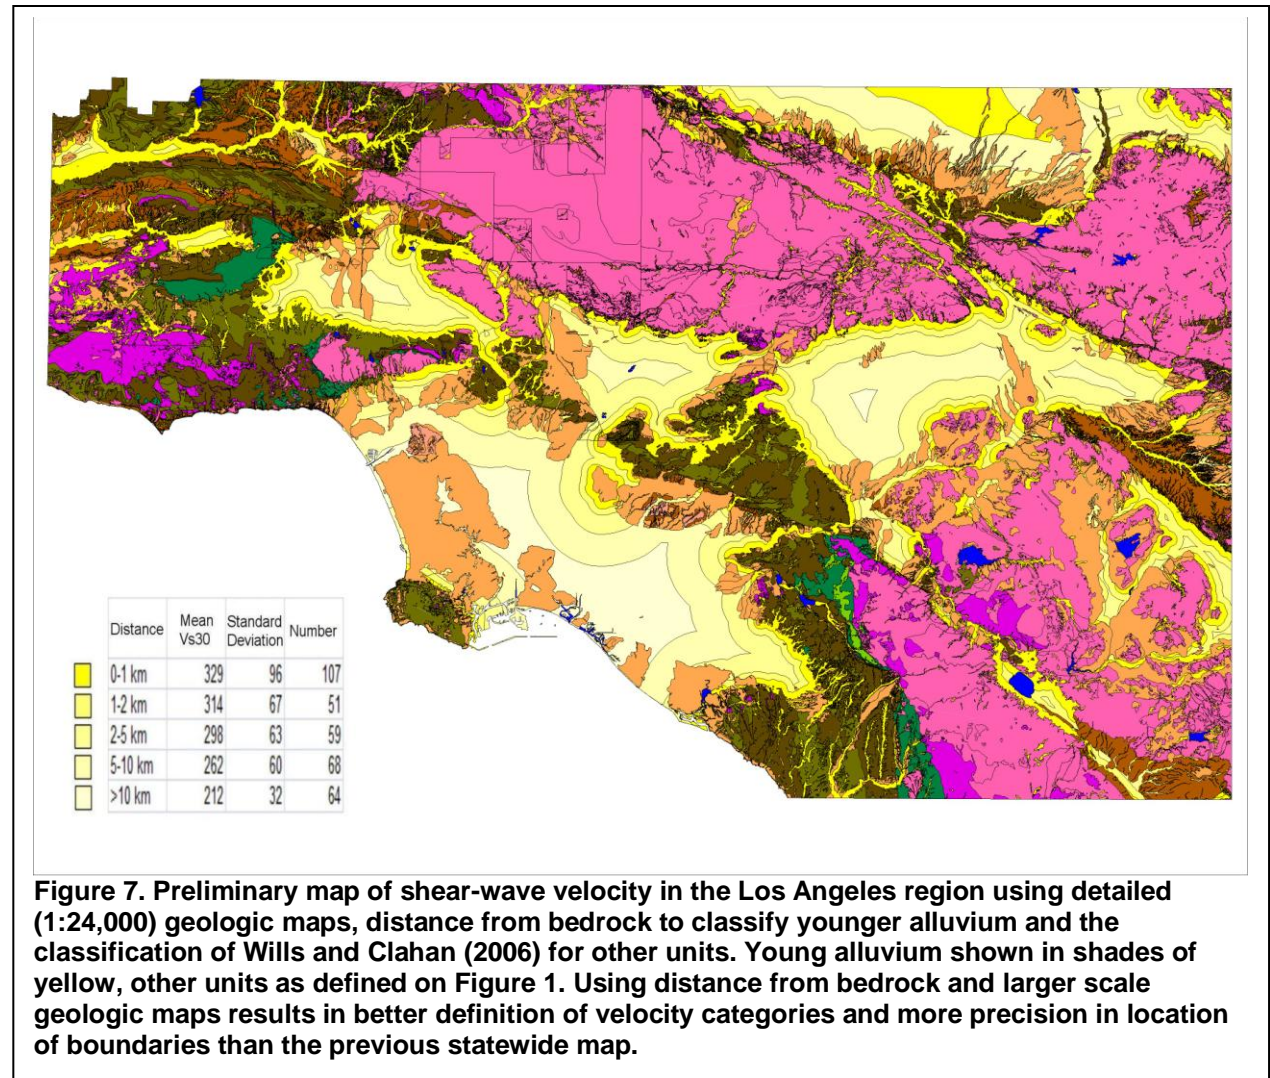 Distance Mean Vs30 Standard Deviation Number
0-1 km 329 96 107
1-2 km 314 67 51
2-5 km 298 63 59
5-10 km 262 60 68
>10 km 212 32 64
Figure 7. Preliminary map of shear-wave velocity in the Los Angeles region using detailed
(1:24,000) geologic maps, distance from bedrock to classify younger alluvium and the
classification of Wills and Clahan (2006) for other units. Young alluvium shown in shades of
yellow, other units as defined on Figure 1. Using distance from bedrock and larger scale
geologic maps results in better definition of velocity categories and more precision in location
of boundaries than the previous statewide map.